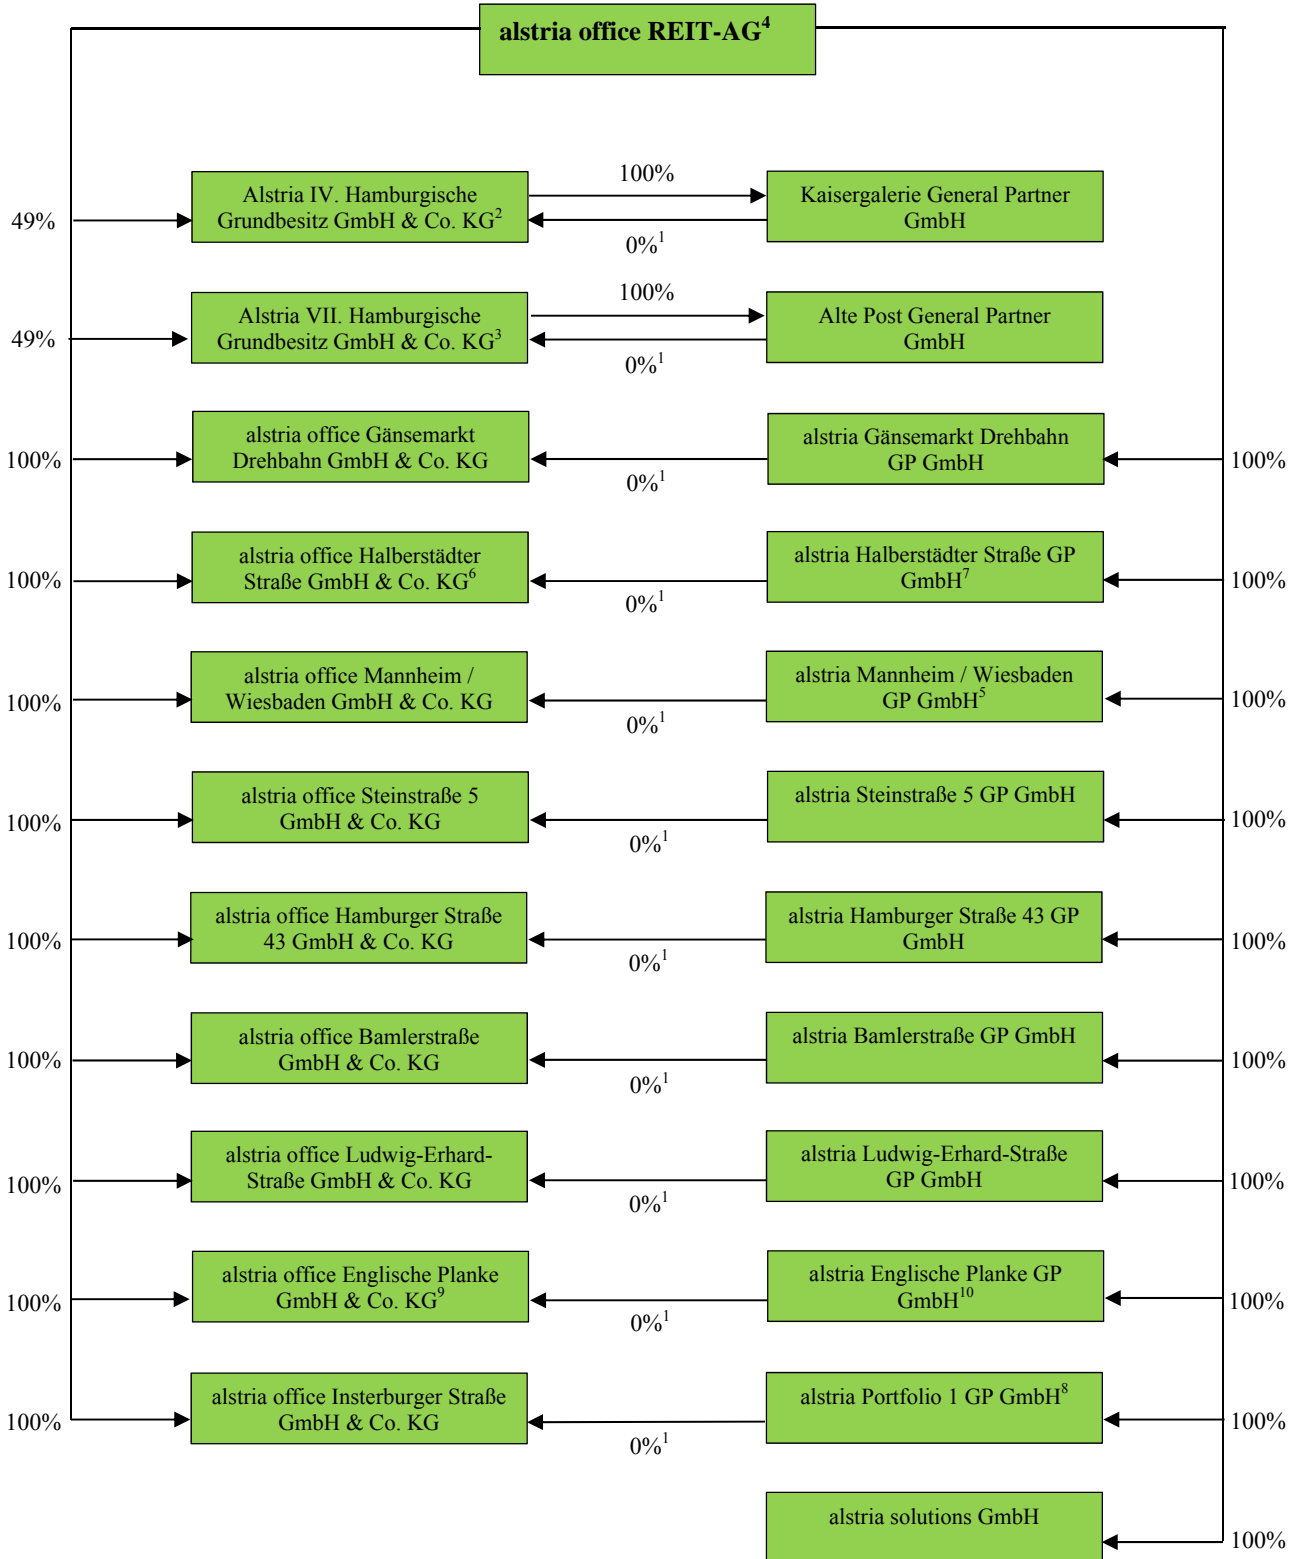 alstria office REIT-AG⁴
100%
Alstria IV. Hamburgische
Grundbesitz GmbH & Co. KG²
Kaisergalerie General Partner
GmbH
49%
0%¹
100%
Alstria VII. Hamburgische
Grundbesitz GmbH & Co. KG³
Alte Post General Partner
GmbH
49%
0%¹
alstria office Gänsemarkt
Drehbahn GmbH & Co. KG
alstria Gänsemarkt Drehbahn
GP GmbH
100%
100%
0%¹
alstria office Halberstädter
Straße GmbH & Co. KG⁶
alstria Halberstädter Straße GP
GmbH⁷
100%
100%
0%¹
alstria office Mannheim /
Wiesbaden GmbH & Co. KG
alstria Mannheim / Wiesbaden
GP GmbH⁵
100%
100%
0%¹
alstria office Steinstraße 5
GmbH & Co. KG
alstria Steinstraße 5 GP GmbH
100%
100%
0%¹
alstria office Hamburger Straße
43 GmbH & Co. KG
alstria Hamburger Straße 43 GP
GmbH
100%
100%
0%¹
alstria office Bamlerstraße
GmbH & Co. KG
alstria Bamlerstraße GP GmbH
100%
100%
0%¹
alstria office Ludwig-Erhard-
Straße GmbH & Co. KG
alstria Ludwig-Erhard-Straße
GP GmbH
100%
100%
0%¹
alstria office Englische Planke
GmbH & Co. KG⁹
alstria Englische Planke GP
GmbH¹⁰
100%
100%
0%¹
alstria office Insterburger Straße
GmbH & Co. KG
alstria Portfolio 1 GP GmbH⁸
100%
100%
0%¹
alstria solutions GmbH
100%